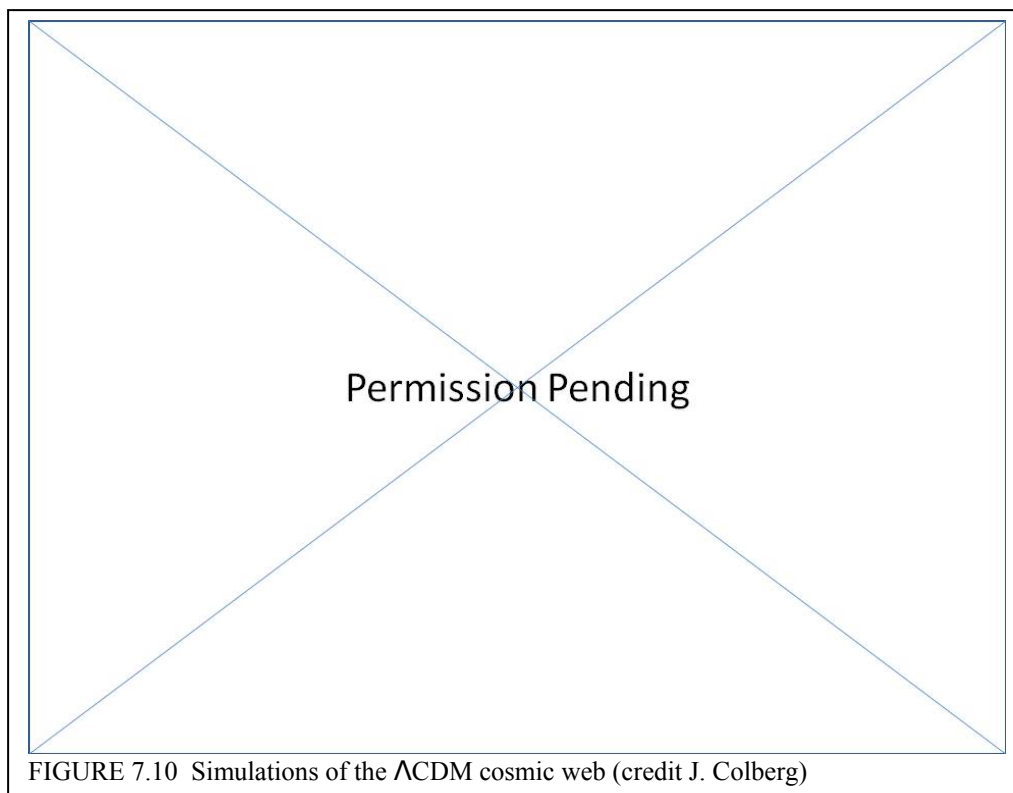 Permission Pending
FIGURE 7.10 Simulations of the ΛCDM cosmic web (credit J. Colberg)